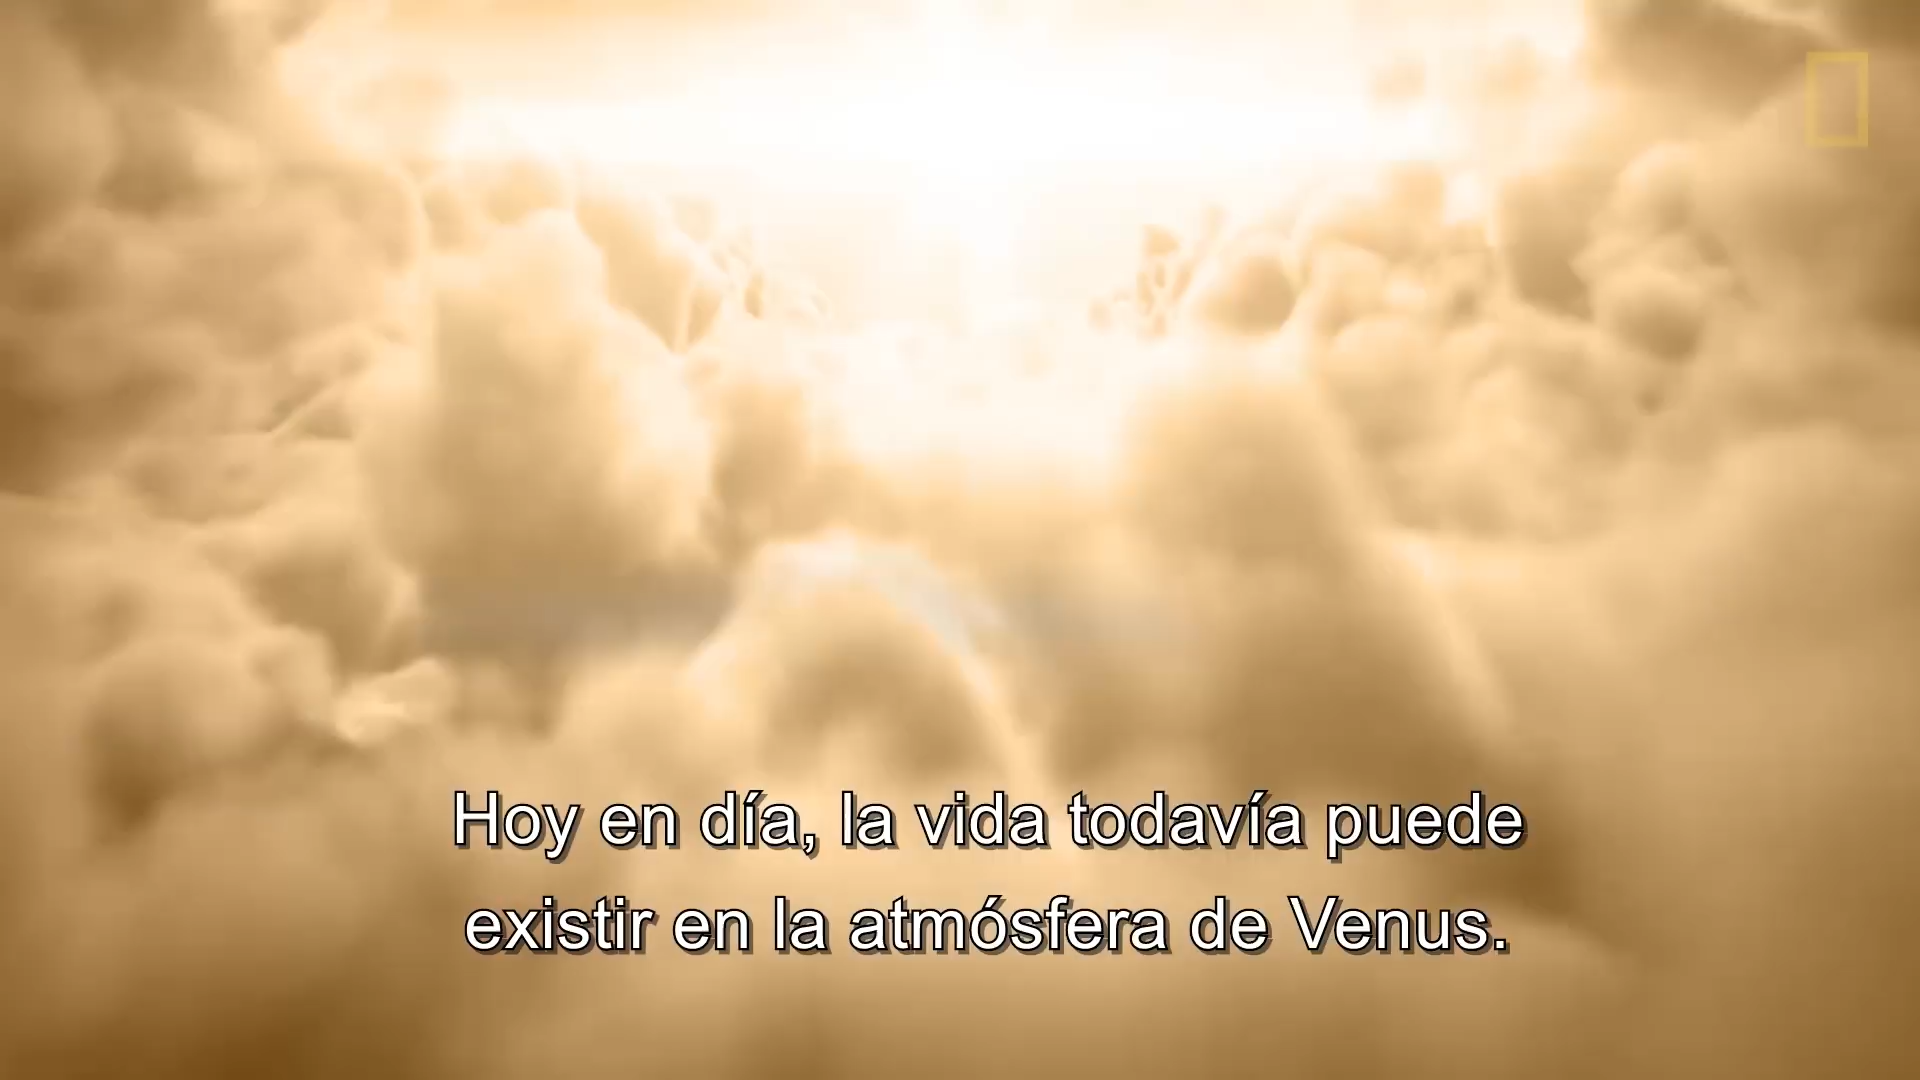 Hoy en día, la vida todavía puede
existir en la atmósfera de Venus.